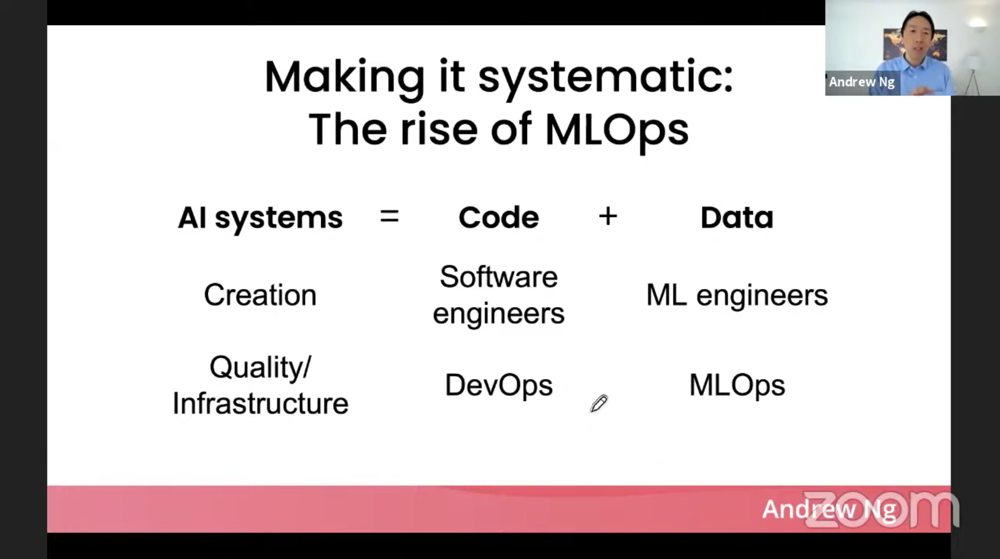 Making it systematic:
The rise of MLOps
Andrew Ng
AI systems = Code + Data
Creation
Software
engineers
ML engineers
Quality/
Infrastructure
DevOps
MLOps
Andrew Ng
zoom